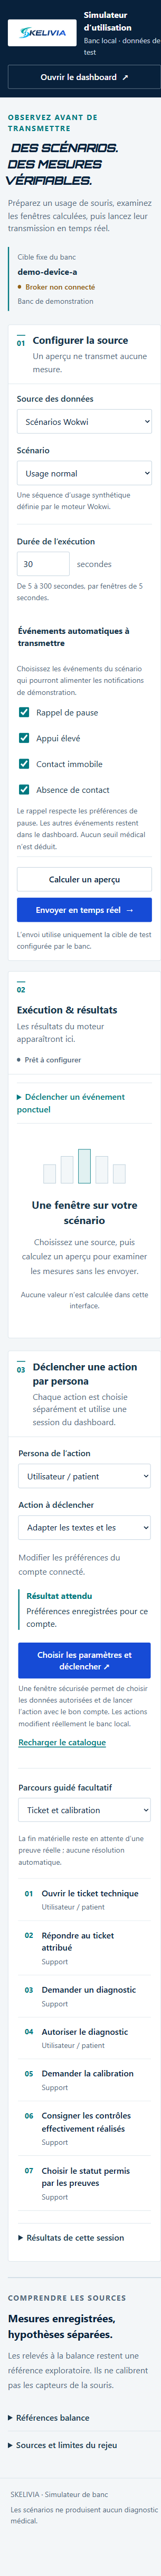 SKELIVIA
Simulateur
d'utilisation
Banc local · données de
test
Ouvrir le dashboard ↗
OBSERVEZ AVANT DE
TRANSMETTRE
DES SCÉNARIOS.
DES MESURES
VÉRIFIABLES.
Préparez un usage de souris, examinez
les fenêtres calculées, puis lancez leur
transmission en temps réel.
Cible fixe du banc
demo-device-a
Broker non connecté
Banc de demonstration
01
Configurer la source
Un aperçu ne transmet aucune
mesure.
Source des données
Scénarios Wokwi
Scénario
Usage normal
Une séquence d'usage synthétique
définie par le moteur Wokwi.
Durée de l'exécution
30
secondes
De 5 à 300 secondes, par fenêtres de 5
secondes.
Événements automatiques à
transmettre
Choisissez les événements du scénario
qui pourront alimenter les notifications
de démonstration.
Rappel de pause
Appui élevé
Contact immobile
Absence de contact
Le rappel respecte les préférences de
pause. Les autres événements restent
dans le dashboard. Aucun seuil médical
n'est déduit.
Calculer un aperçu
Envoyer en temps réel →
L'envoi utilise uniquement la cible de test
configurée par le banc.
02
Exécution & résultats
Les résultats du moteur
apparaîtront ici.
Prêt à configurer
▶ Déclencher un événement
ponctuel
Une fenêtre sur votre
scénario
Choisissez une source, puis
calculez un aperçu pour examiner
les mesures sans les envoyer.
Aucune valeur n'est calculée dans cette
interface.
03
Déclencher une action
par persona
Chaque action est choisie
séparément et utilise une
session du dashboard.
Persona de l'action
Utilisateur / patient
Action à déclencher
Adapter les textes et les
Modifier les préférences du
compte connecté.
Résultat attendu
Préférences enregistrées pour ce
compte.
Choisir les paramètres et
déclencher ↗
Une fenêtre sécurisée permet de choisir
les données autorisées et de lancer
l'action avec le bon compte. Les actions
modifient réellement le banc local.
Recharger le catalogue
Parcours guidé facultatif
Ticket et calibration
La fin matérielle reste en attente d'une
preuve réelle : aucune résolution
automatique.
01
Ouvrir le ticket technique
Utilisateur / patient
02
Répondre au ticket
attribué
Support
03
Demander un diagnostic
Support
04
Autoriser le diagnostic
Utilisateur / patient
05
Demander la calibration
Support
06
Consigner les contrôles
effectivement réalisés
Support
07
Choisir le statut permis
par les preuves
Support
▶ Résultats de cette session
COMPRENDRE LES SOURCES
Mesures enregistrées,
hypothèses séparées.
Les relevés à la balance restent une
référence exploratoire. Ils ne calibrent
pas les capteurs de la souris.
▶ Références balance
▶ Sources et limites du rejeu
SKELIVIA · Simulateur de banc
Les scénarios ne produisent aucun diagnostic
médical.